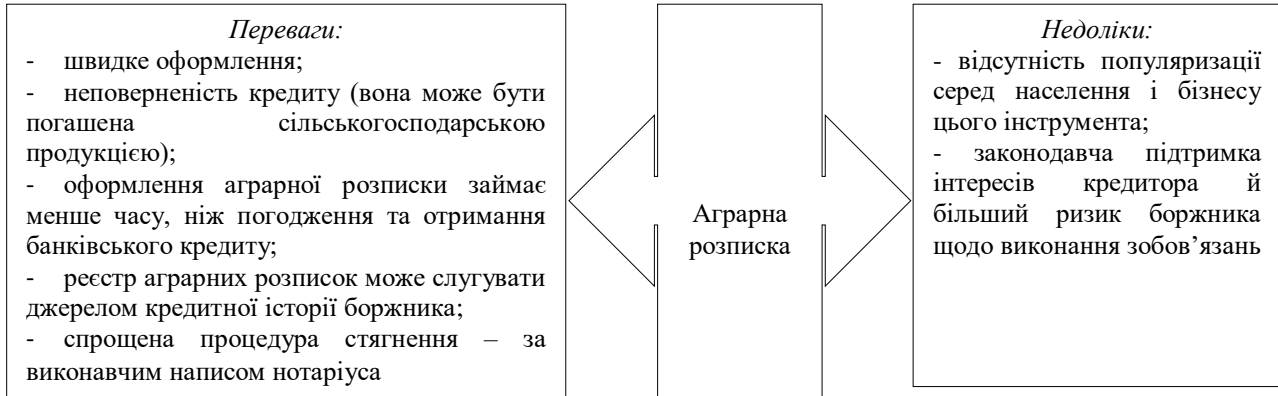 Переваги:
- швидке оформлення;
- неповерненість кредиту (вона може бути
погашена сільськогосподарською
продукцією);
- оформлення аграрної розписки займає
менше часу, ніж погодження та отримання
банківського кредиту;
- реєстр аграрних розписок може слугувати
джерелом кредитної історії боржника;
- спрощена процедура стягнення – за
виконавчим написом нотаріуса
Аграрна
розписка
Недоліки:
- відсутність популяризації
серед населення і бізнесу
цього інструмента;
- законодавча підтримка
інтересів кредитора й
більший ризик боржника
щодо виконання зобов’язань